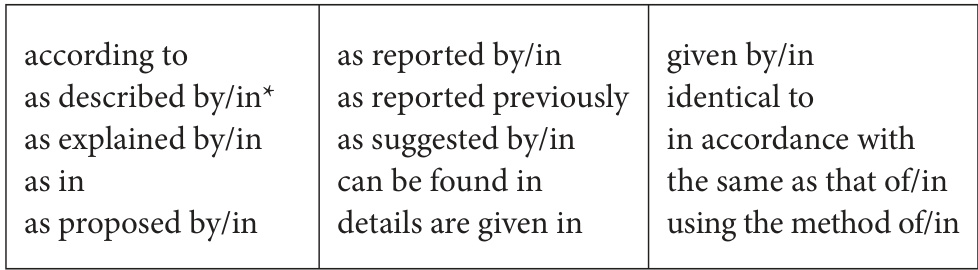 according to
as described by/in*
as explained by/in
as in
as proposed by/in
as reported by/in
as reported previously
as suggested by/in
can be found in
details are given in
given by/in
identical to
in accordance with
the same as that of/in
using the method of/in